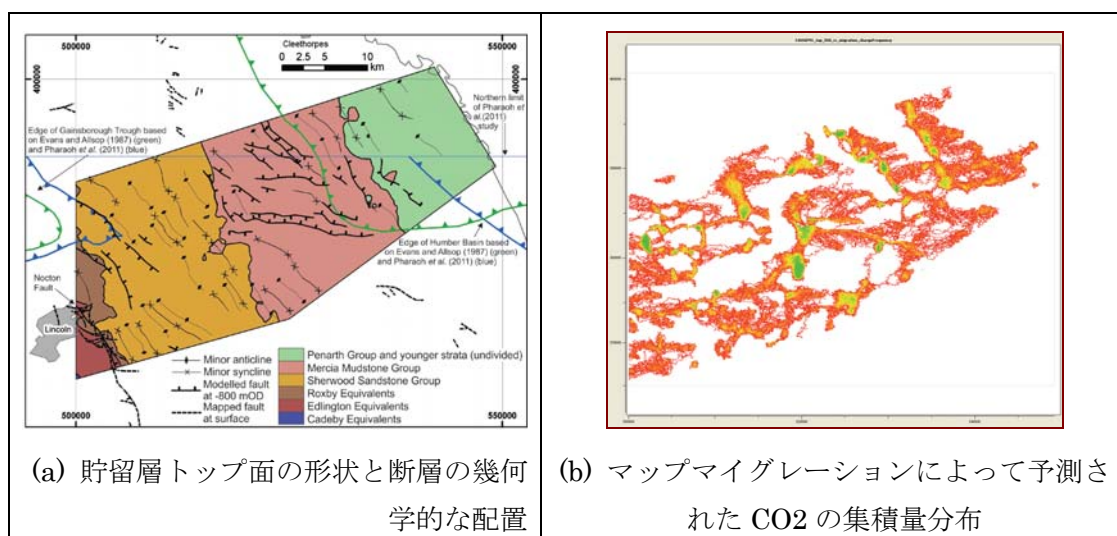 500000
550000
Cleethorpes
0 2.5 5 10
km
400000
400000
Northern limit
of Pharaoh et
al.(2011)
study
Edge of Gainsborough Trough based
on Evans and Allsop (1987) (green)
and Pharaoh et al. (2011) (blue)
Edge of Humber Basin based
on Evans and Allsop (1987) (green)
and Pharaoh et al. (2011) (blue)
Nocton
Fault
Lincoln
Minor anticline
Minor syncline
Modelled fault
at -800 mOD
Mapped fault
at surface
Penarth Group and younger strata (undivided)
Mercia Mudstone Group
Sherwood Sandstone Group
Roxby Equivalents
Edlington Equivalents
Cadeby Equivalents
500000
550000
(a) 貯留層トップ面の形状と断層の幾何
学的な配置
(b) マップマイグレーションによって予測さ
れた CO2 の集積量分布